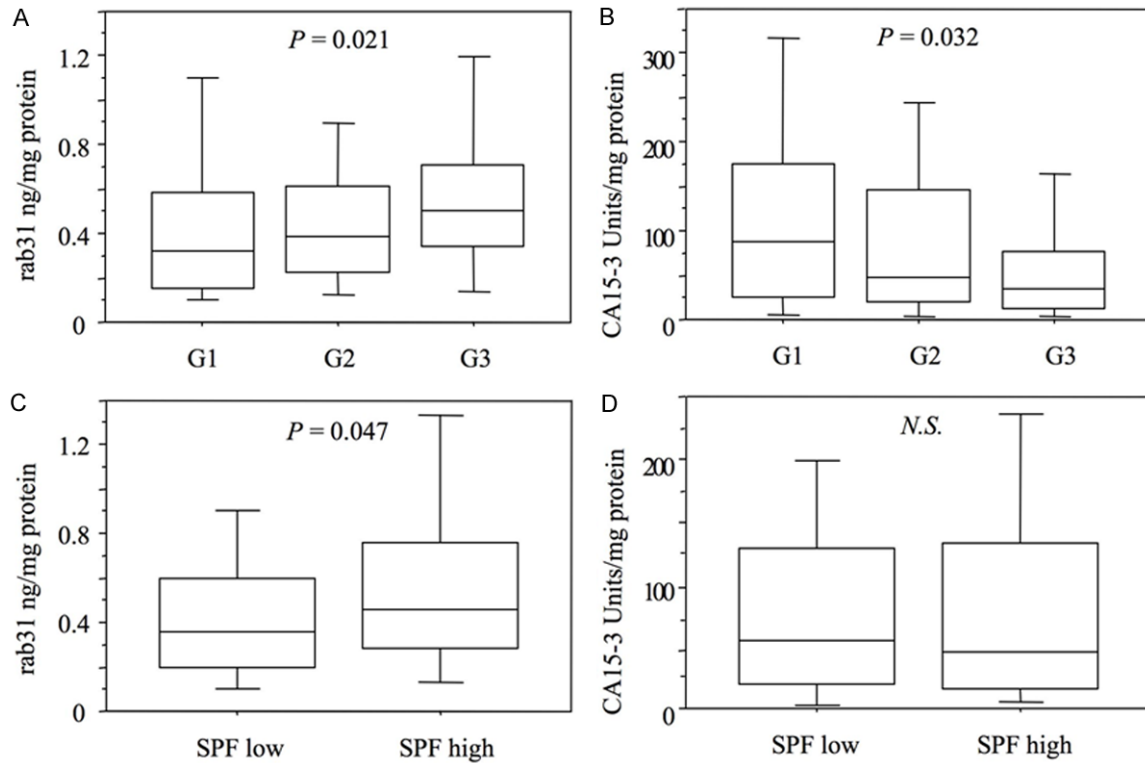 A
P = 0.021
rab31 ng/mg protein
1.2
0.8
0.4
0
G1 G2 G3
B
P = 0.032
CA15-3 Units/mg protein
300
200
100
0
G1 G2 G3
C
P = 0.047
rab31 ng/mg protein
1.2
0.8
0.4
0
SPF low SPF high
D
N.S.
CA15-3 Units/mg protein
200
100
0
SPF low SPF high